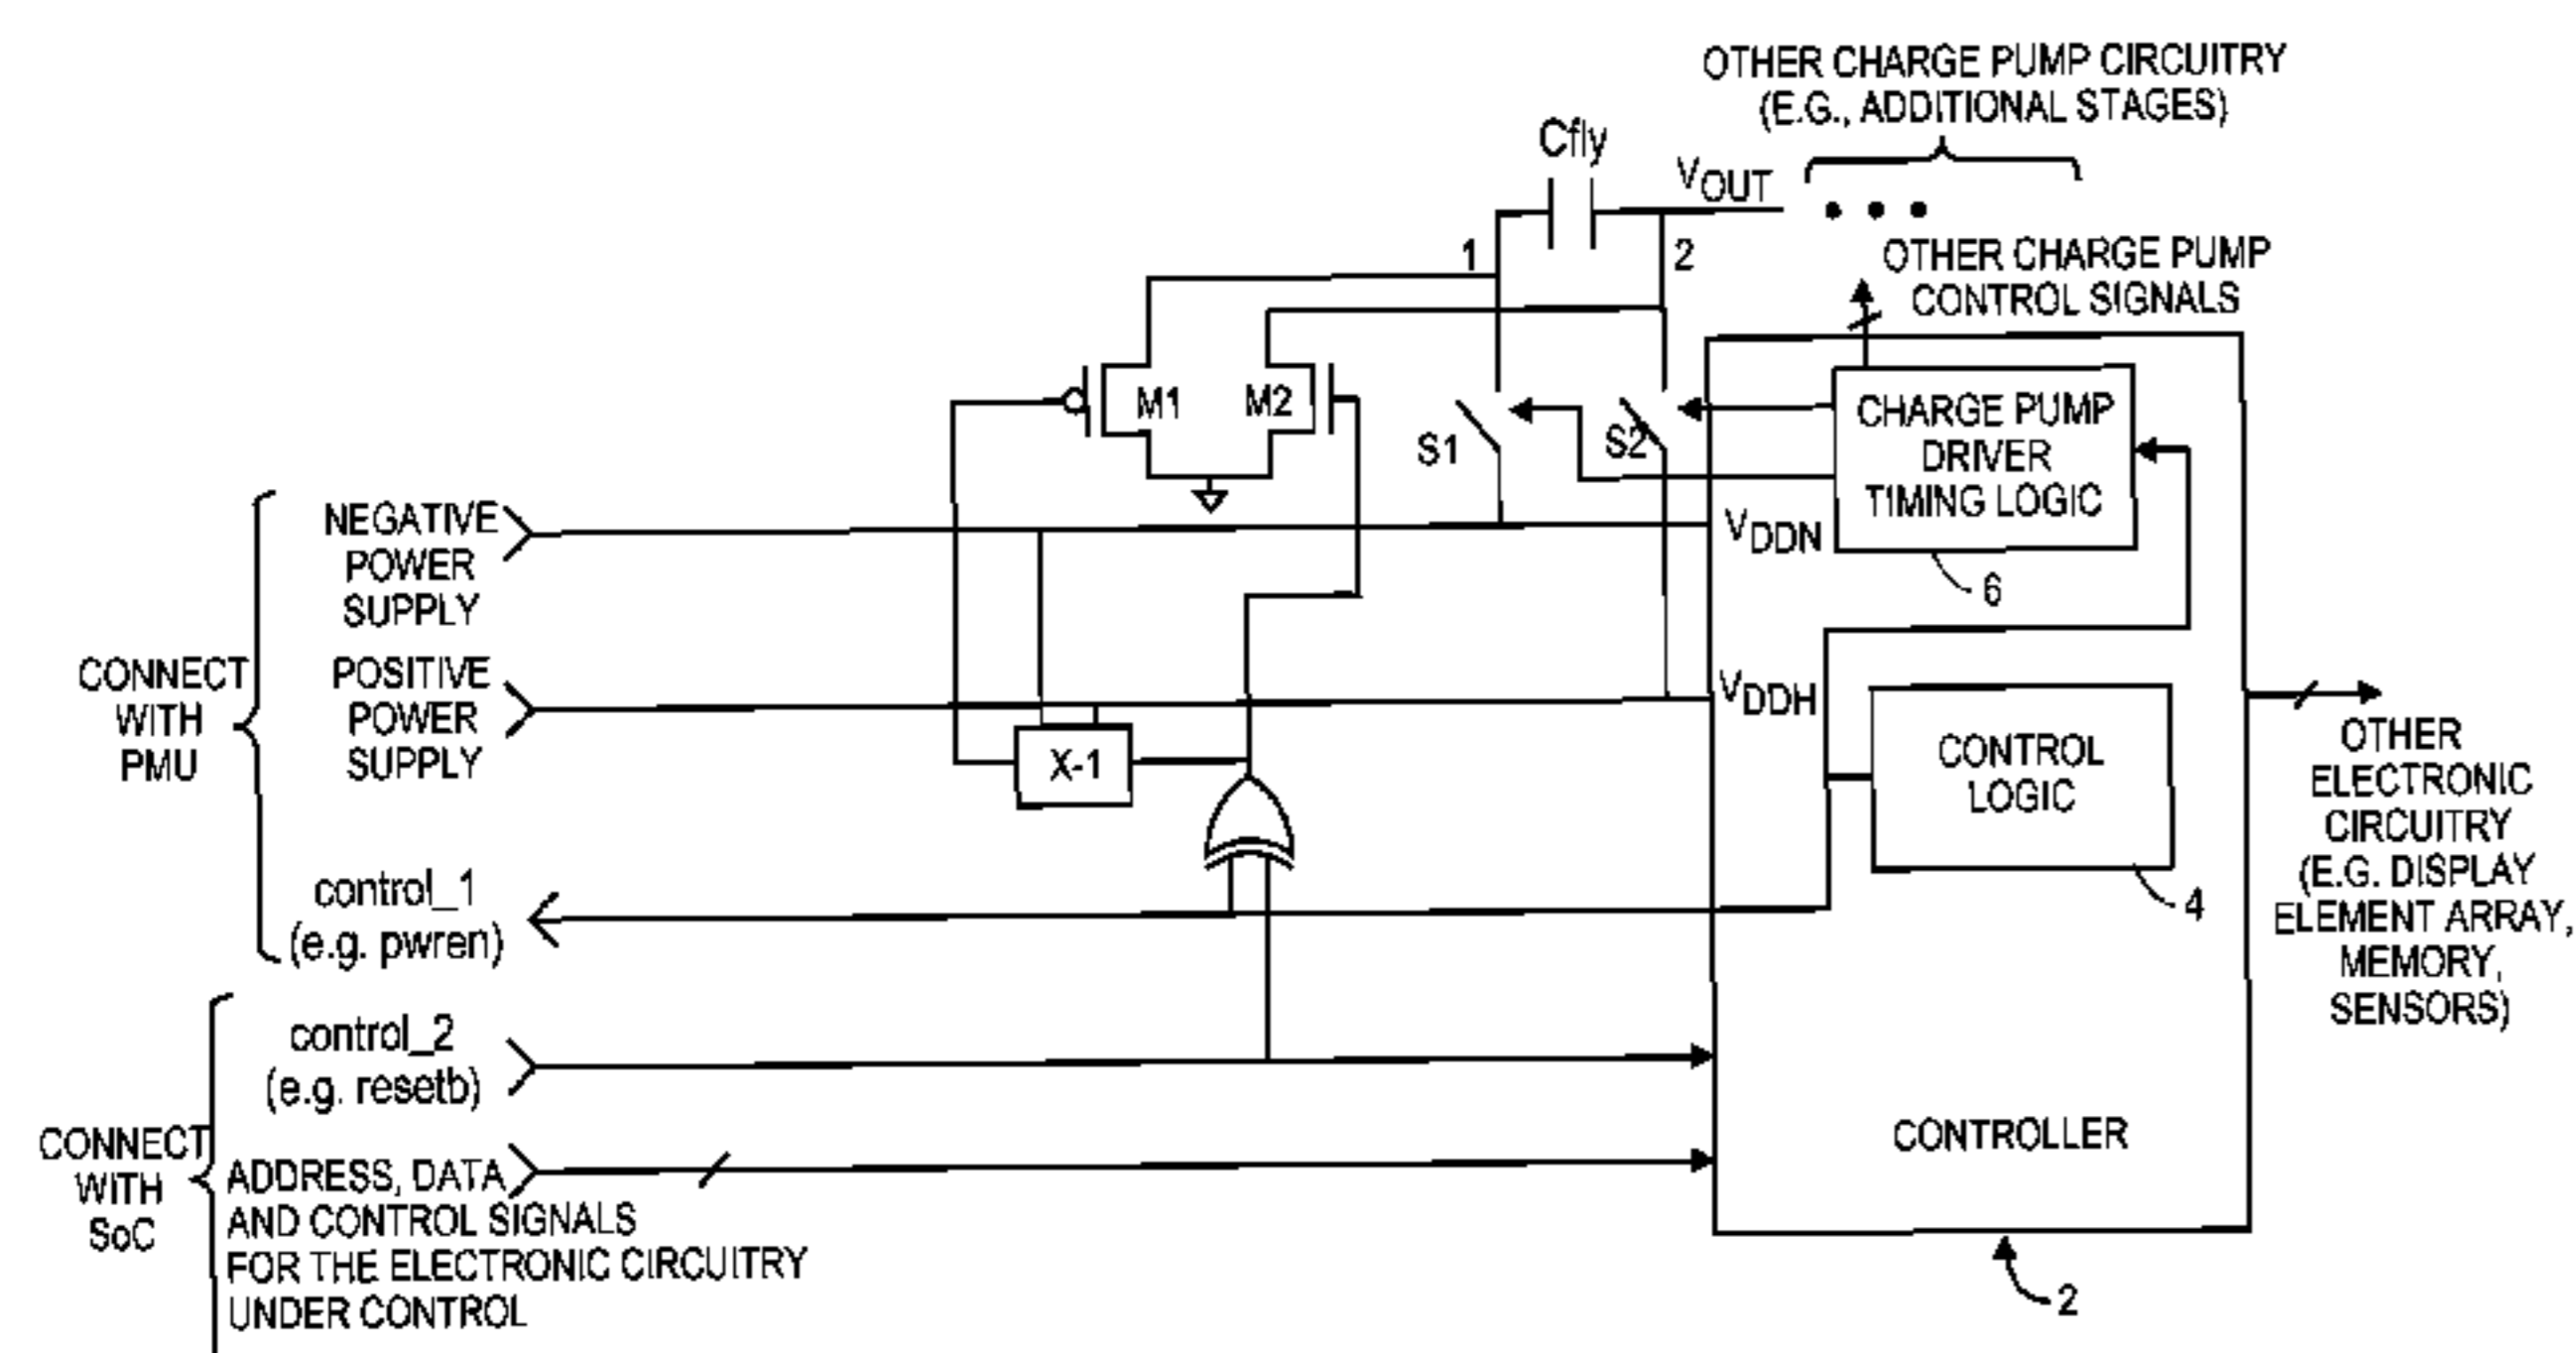 OTHER CHARGE PUMP CIRCUITRY
(E.G., ADDITIONAL STAGES)
Cfly
VOUT
1
2
OTHER CHARGE PUMP
CONTROL SIGNALS
M1
M2
S1
S2
CHARGE PUMP
DRIVER
TIMING LOGIC
6
CONNECT
WITH
PMU
NEGATIVE
POWER
SUPPLY
VDDN
POSITIVE
POWER
SUPPLY
VDDH
X-1
CONTROL
LOGIC
4
OTHER
ELECTRONIC
CIRCUITRY
(E.G. DISPLAY
ELEMENT ARRAY,
MEMORY,
SENSORS)
control_1
(e.g. pwren)
CONNECT
WITH
SoC
control_2
(e.g. resetb)
ADDRESS, DATA
AND CONTROL SIGNALS
FOR THE ELECTRONIC CIRCUITRY
UNDER CONTROL
CONTROLLER
2